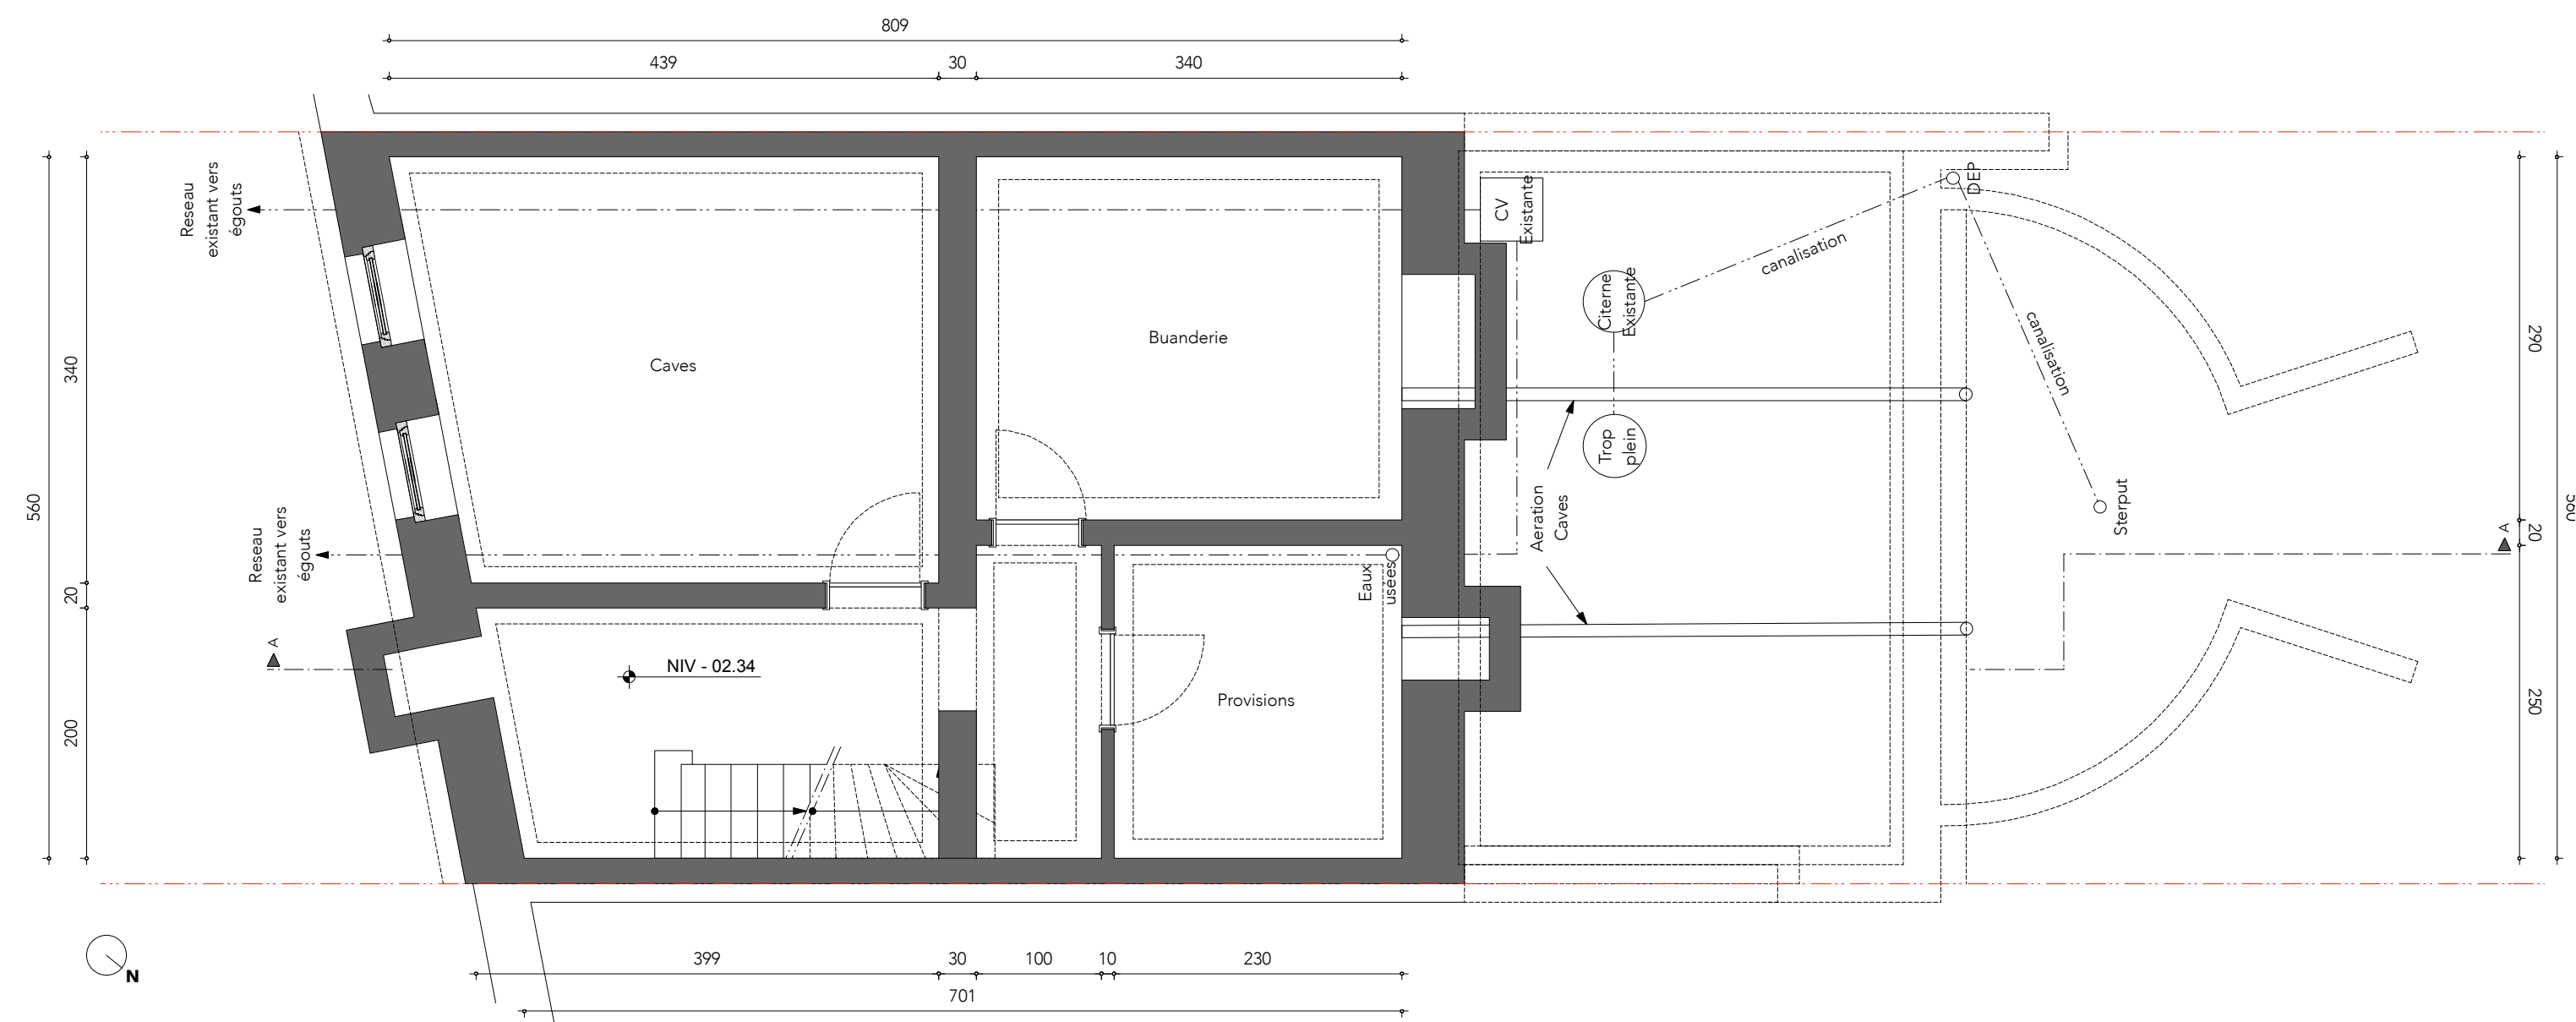 809
439
30
340
Reseau
existant vers
égouts
DEP
CV
Existante
canalisation
Citerne
Existante
canalisation
Buanderie
Caves
340
290
Trop
plein
560
Reseau
existant vers
égouts
Aeration
Caves
Sterput
20
560
A
Eaux
usées
20
A
NIV - 02.34
Provisions
200
250
N
399
30
100
10
230
701